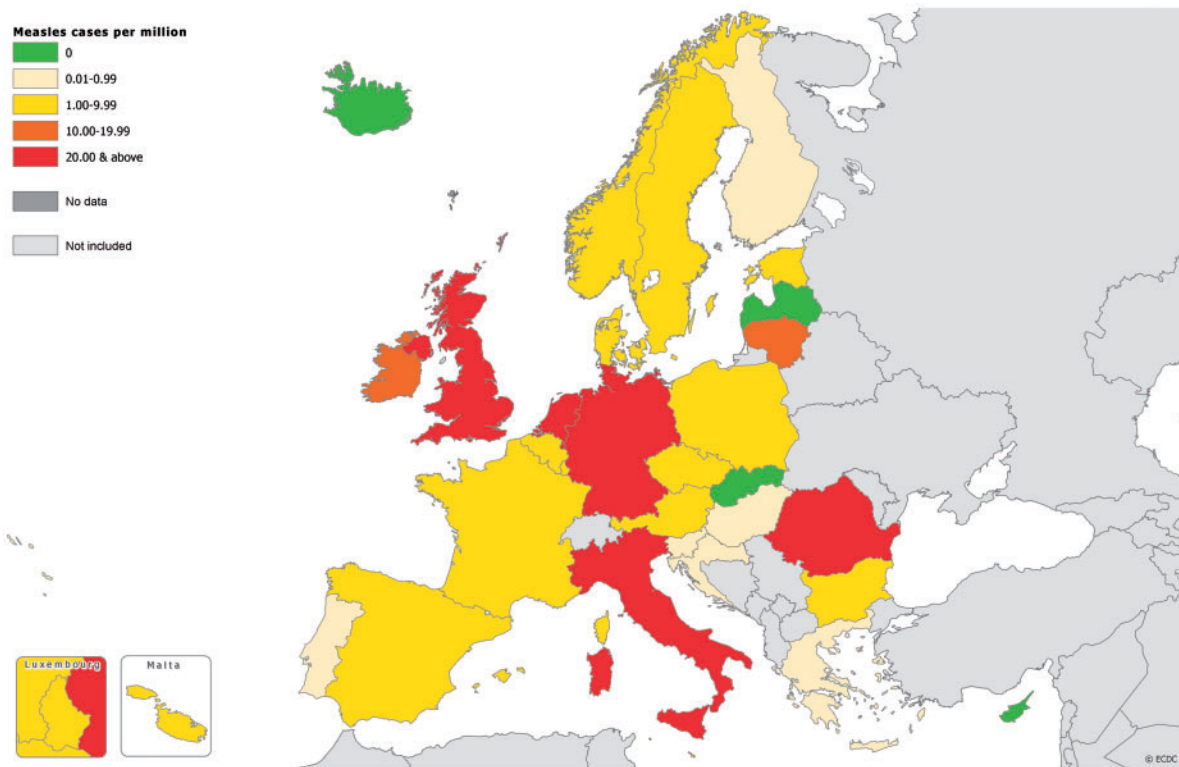 Measles cases per million
0
0.01-0.99
1.00-9.99
10.00-19.99
20.00 & above
No data
Not included
Luxembourg
Malta
© ECDC